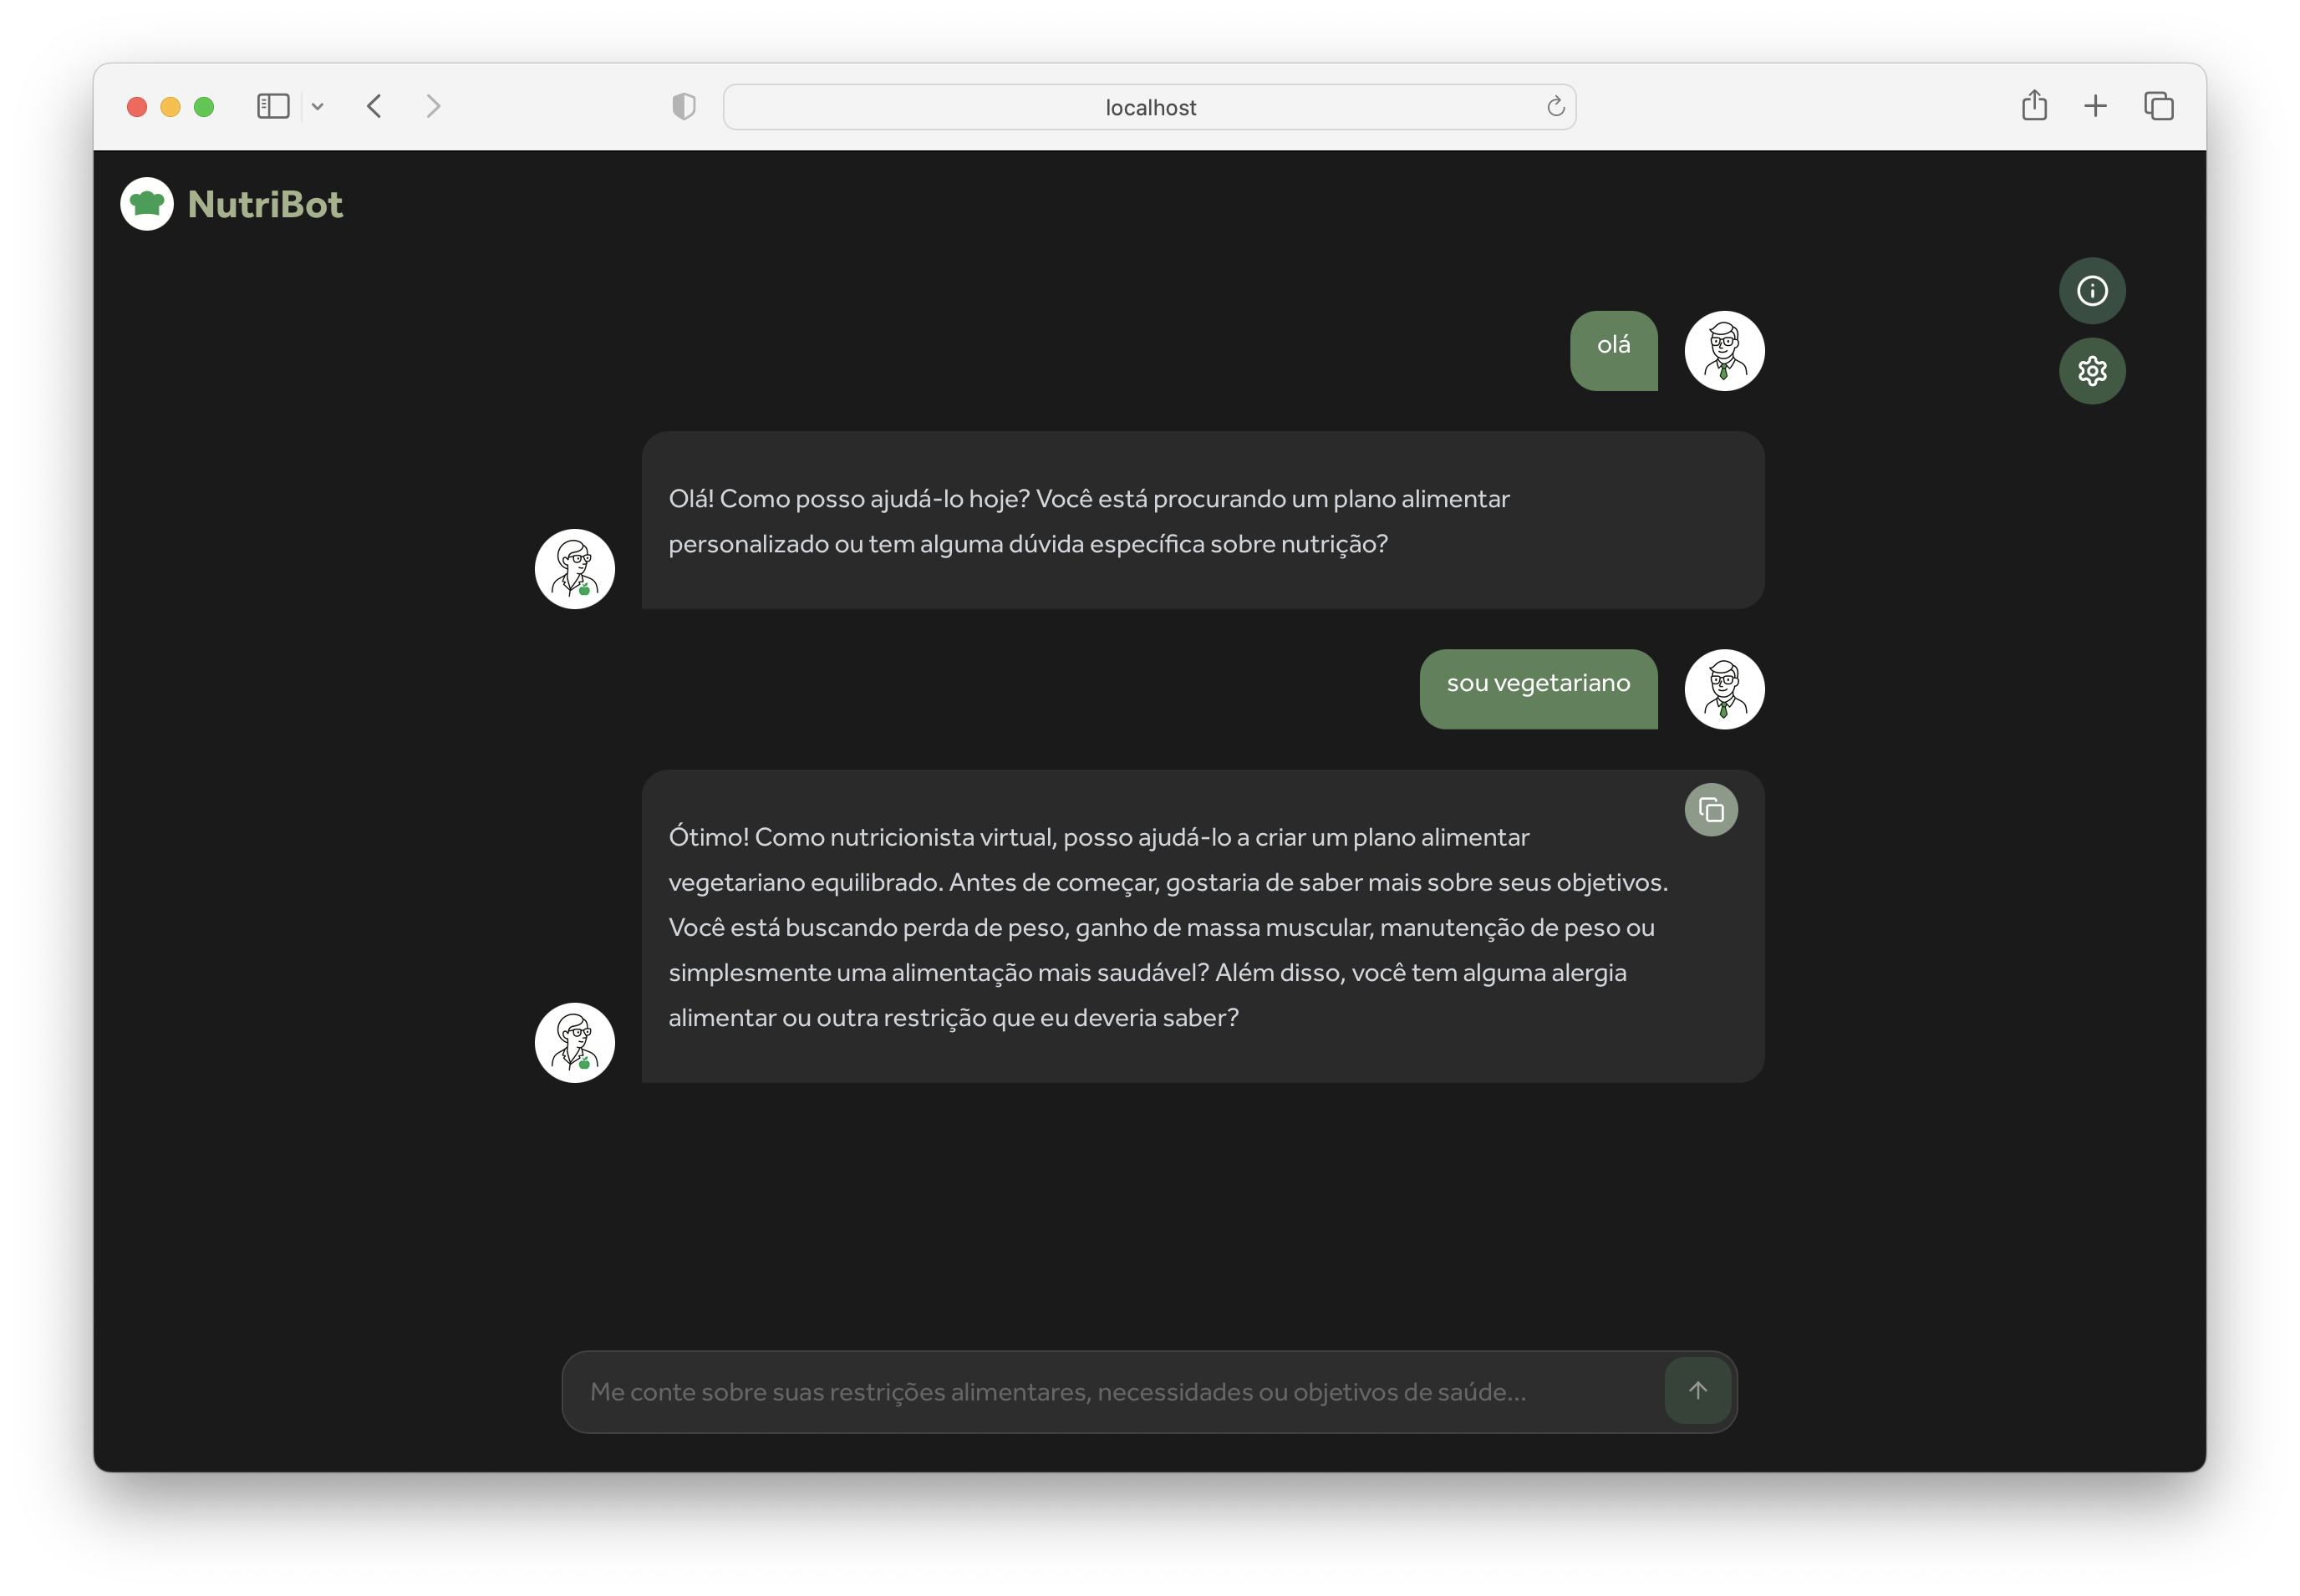 localhost
NutriBot
olá
Olá! Como posso ajudá-lo hoje? Você está procurando um plano alimentar
personalizado ou tem alguma dúvida específica sobre nutrição?
sou vegetariano
Ótimo! Como nutricionista virtual, posso ajudá-lo a criar um plano alimentar
vegetariano equilibrado. Antes de começar, gostaria de saber mais sobre seus objetivos.
Você está buscando perda de peso, ganho de massa muscular, manutenção de peso ou
simplesmente uma alimentação mais saudável? Além disso, você tem alguma alergia
alimentar ou outra restrição que eu deveria saber?
Me conte sobre suas restrições alimentares, necessidades ou objetivos de saúde...